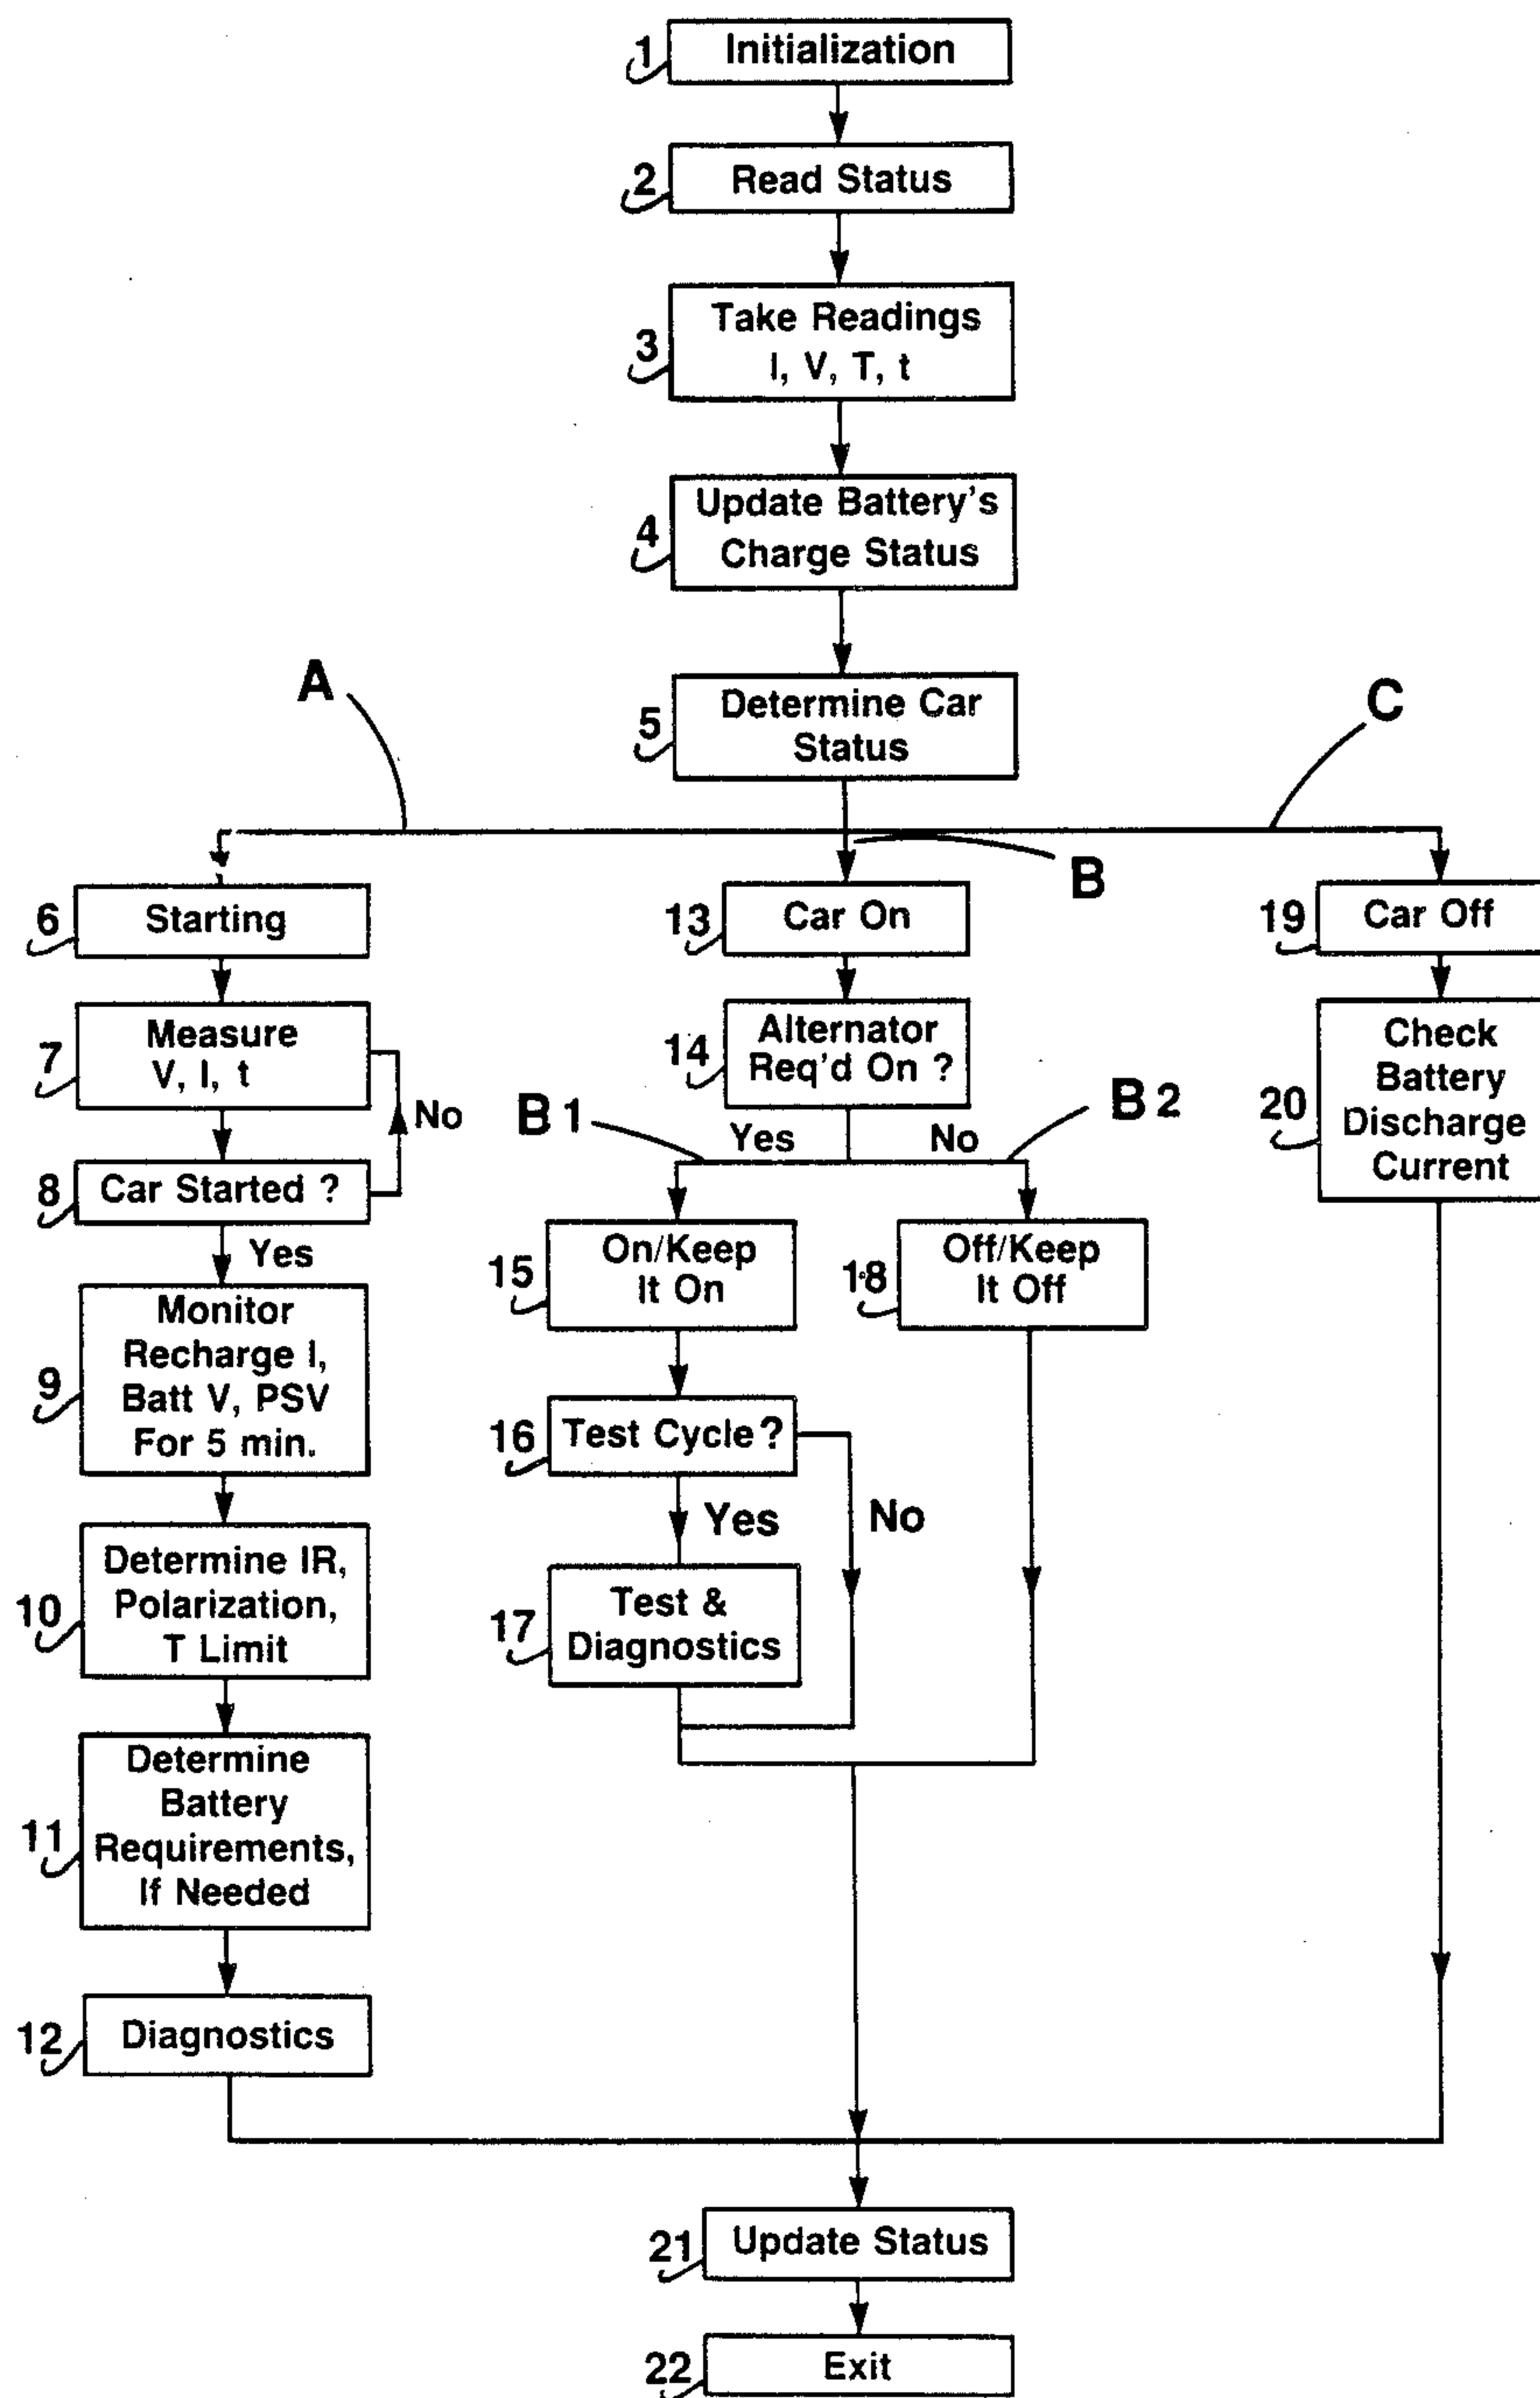 1
Initialization
2
Read Status
3
Take Readings
I, V, T, t
4
Update Battery's
Charge Status
5
Determine Car
Status
A
B
C
6
Starting
7
Measure
V, I, t
No
8
Car Started ?
Yes
9
Monitor
Recharge I,
Batt V, PSV
For 5 min.
10
Determine IR,
Polarization,
T Limit
11
Determine
Battery
Requirements,
If Needed
12
Diagnostics
13
Car On
14
Alternator
Req'd On ?
B1
Yes
No
B2
15
On/Keep
It On
18
Off/Keep
It Off
16
Test Cycle?
Yes
No
17
Test &
Diagnostics
19
Car Off
20
Check
Battery
Discharge
Current
21
Update Status
22
Exit